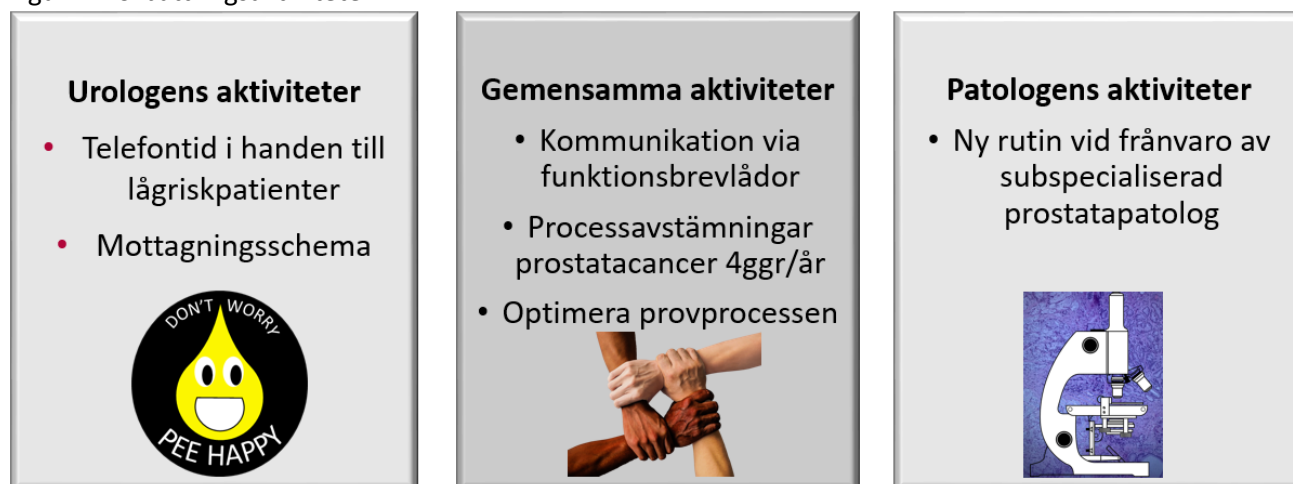 Urologens aktiviteter
• Telefontid i handen till
lågriskpatienter
• Mottagningsschema
DON'T WORRY
PEE HAPPY
Gemensamma aktiviteter
• Kommunikation via
funktionsbrevlådor
• Processavstämningar
prostatacancer 4ggr/år
• Optimera provprocessen
Patologens aktiviteter
• Ny rutin vid frånvaro av
subspecialiserad
prostatapatolog